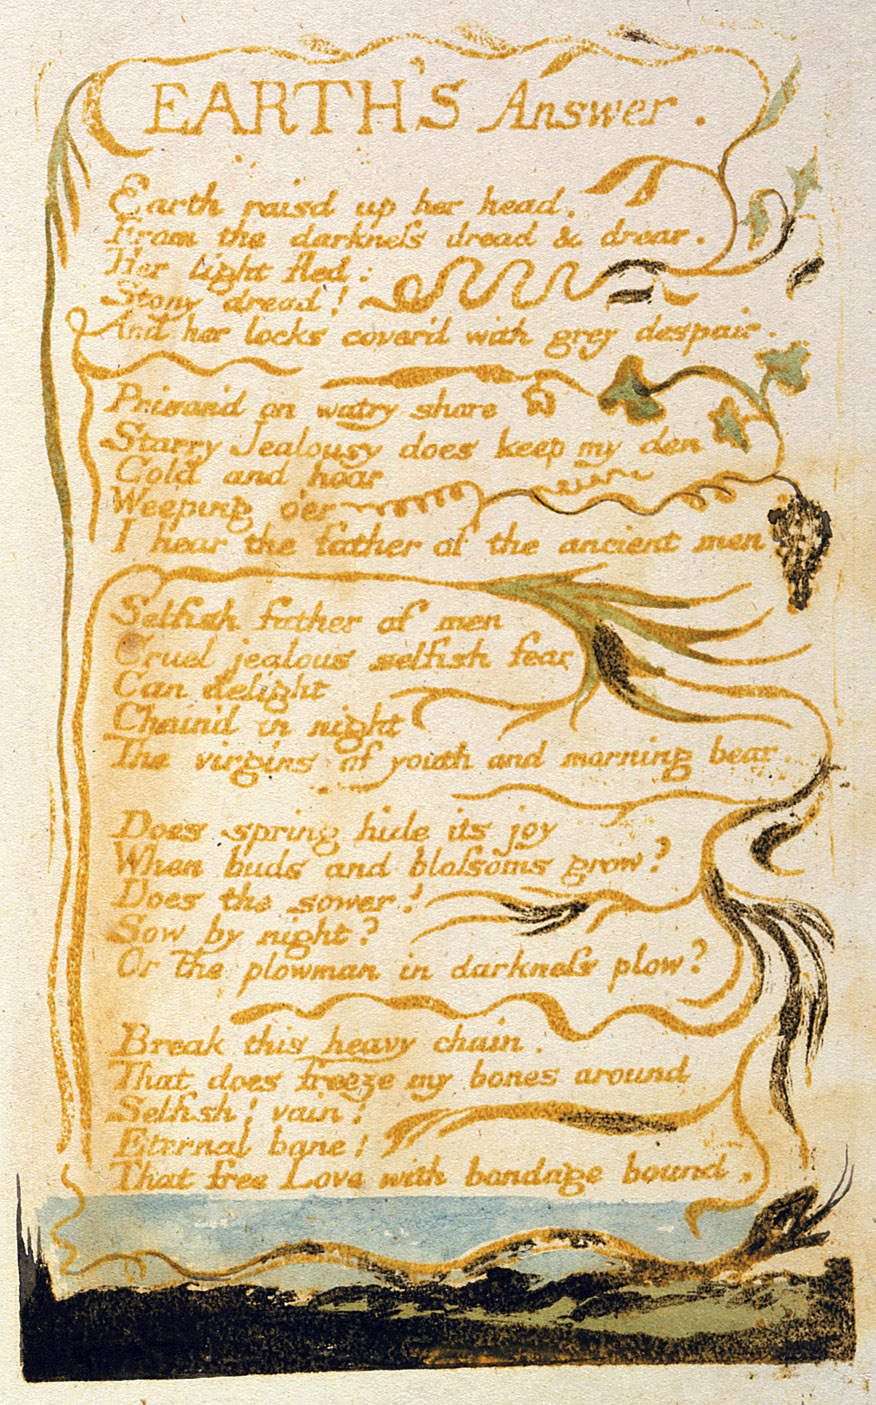 EARTH'S Answer.
Earth rais'd up her head.
From the darkneſs dread & drear.
Her light fled:
Stony dread!
And her locks cover'd with grey despair.
Prison'd on watry shore
Starry Jealousy does keep my den
Cold and hoar
Weeping o'er
I hear the father of the ancient men
Selfish father of men
Cruel jealous selfish fear
Can delight
Chain'd in night
The virgins of youth and morning bear.
Does spring hide its joy
When buds and bloſsoms grow?
Does the sower!
Sow by night?
Or the plowman in darkneſs plow?
Break this heavy chain.
That does freeze my bones around
Selfish! vain!
Eternal bane!
That free Love with bondage bound.